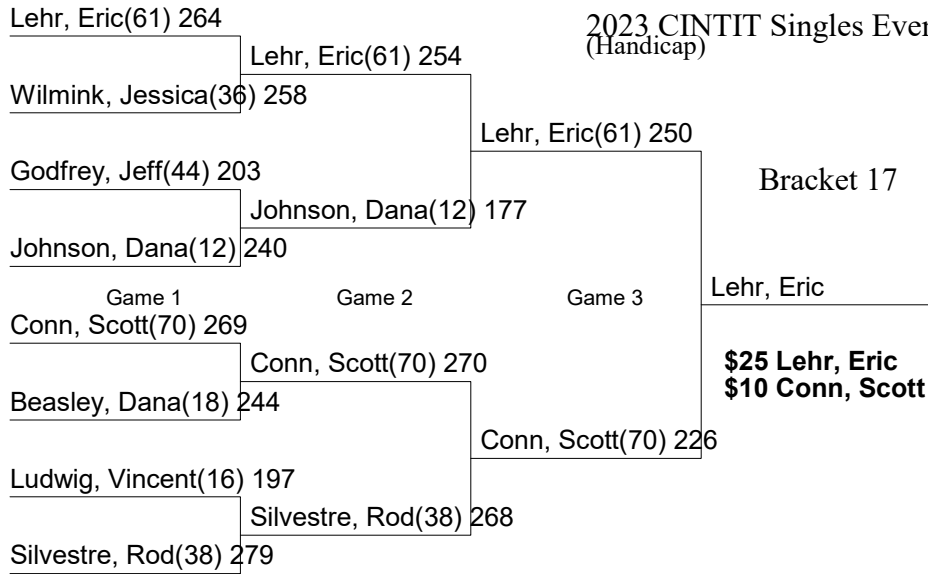 Lehr, Eric(61) 264
2023 CINTIT Singles Even
(Handicap)
Lehr, Eric(61) 254
Wilmink, Jessica(36) 258
Lehr, Eric(61) 250
Godfrey, Jeff(44) 203
Bracket 17
Johnson, Dana(12) 177
Johnson, Dana(12) 240
Game 1 Game 2 Game 3 Lehr, Eric
Conn, Scott(70) 269
Conn, Scott(70) 270
$25 Lehr, Eric
$10 Conn, Scott
Beasley, Dana(18) 244
Conn, Scott(70) 226
Ludwig, Vincent(16) 197
Silvestre, Rod(38) 268
Silvestre, Rod(38) 279